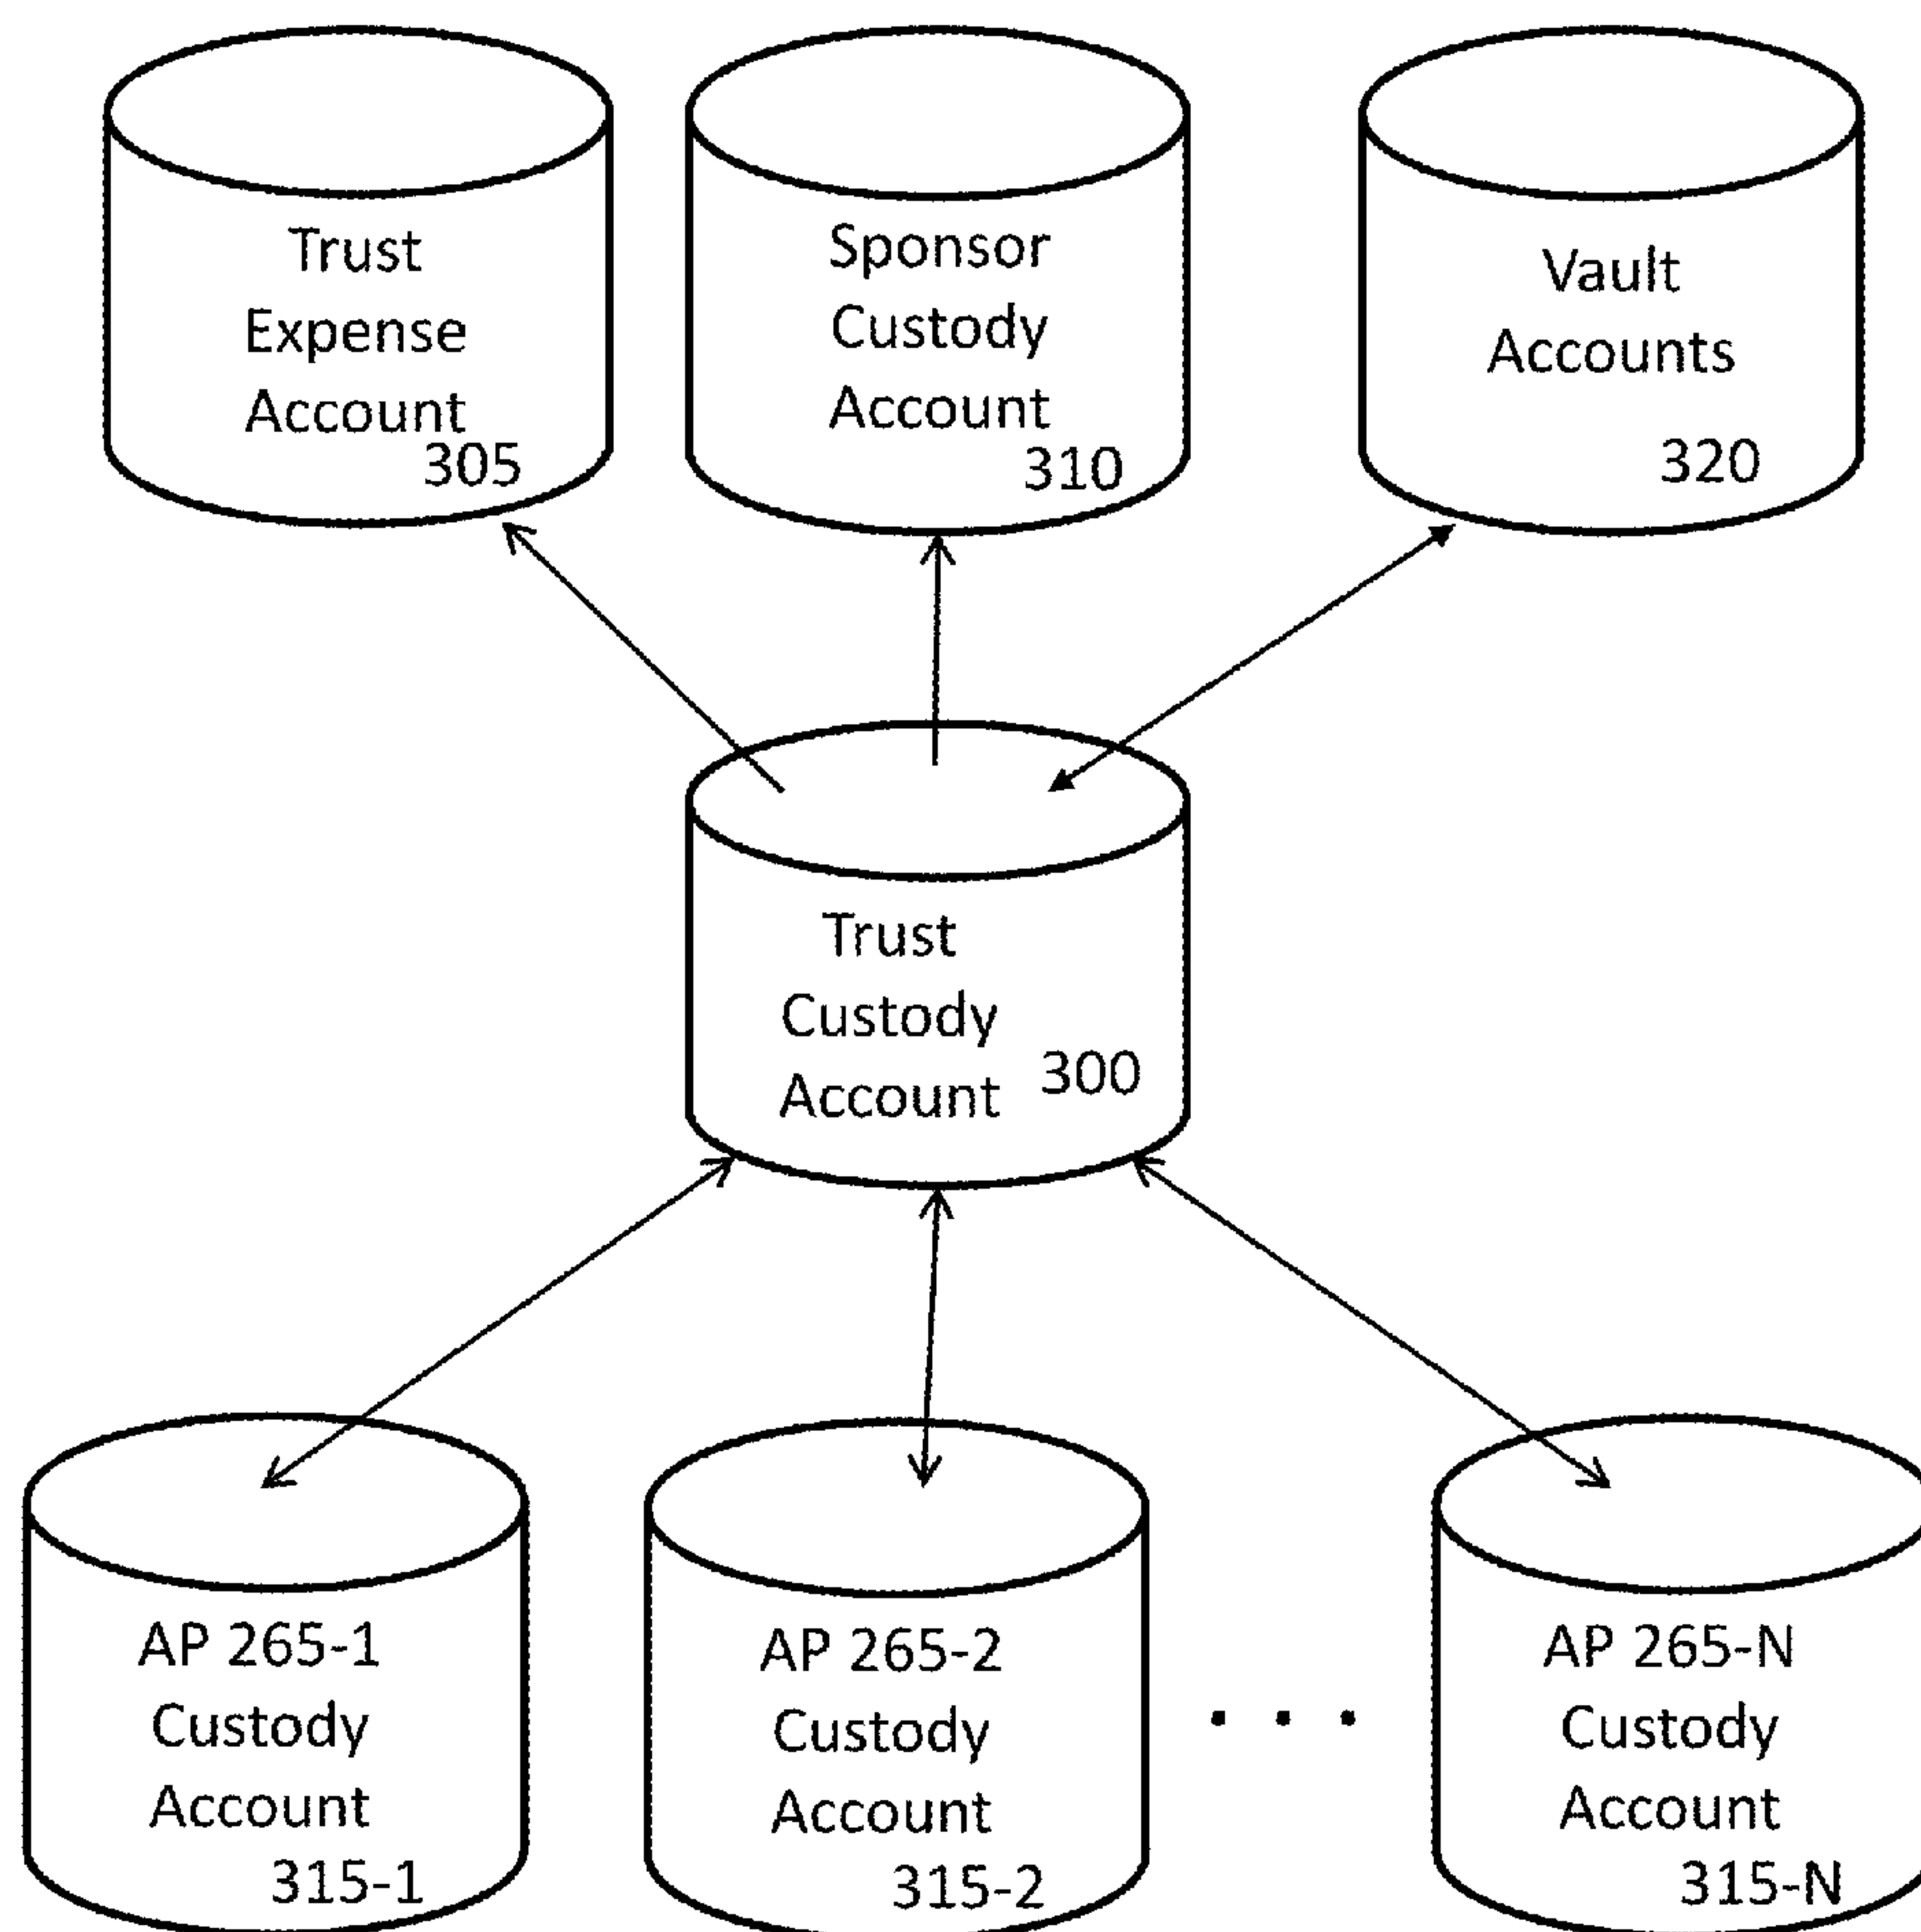 Trust
Expense
Account
305
Sponsor
Custody
Account
310
Vault
Accounts
320
Trust
Custody
Account 300
AP 265-1
Custody
Account
315-1
AP 265-2
Custody
Account
315-2
. . .
AP 265-N
Custody
Account
315-N